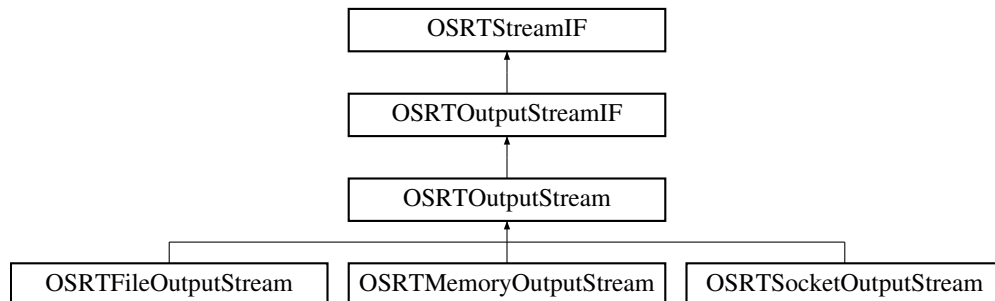 OSRTStreamIF
OSRTOutputStreamIF
OSRTOutputStream
OSRTFileOutputStream OSRTMemoryOutputStream OSRTSocketOutputStream